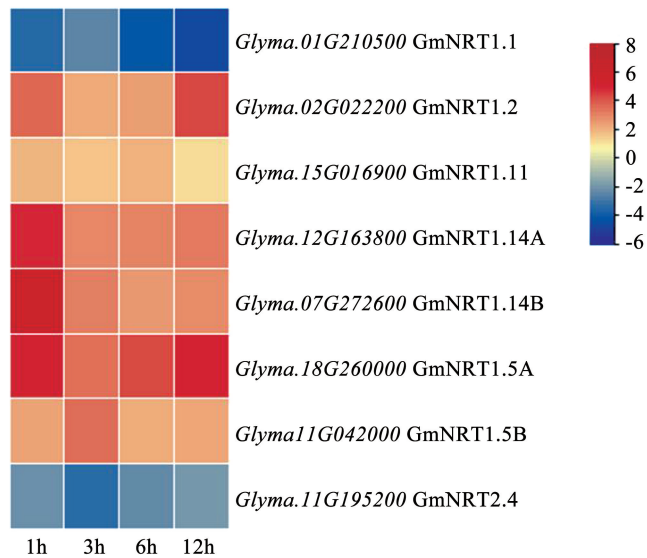 Glyma.01G210500 GmNRT1.1
Glyma.02G022200 GmNRT1.2
Glyma.15G016900 GmNRT1.11
Glyma.12G163800 GmNRT1.14A
Glyma.07G272600 GmNRT1.14B
Glyma.18G260000 GmNRT1.5A
Glyma11G042000 GmNRT1.5B
Glyma.11G195200 GmNRT2.4
1h 3h 6h 12h
8
6
4
2
0
-2
-4
-6